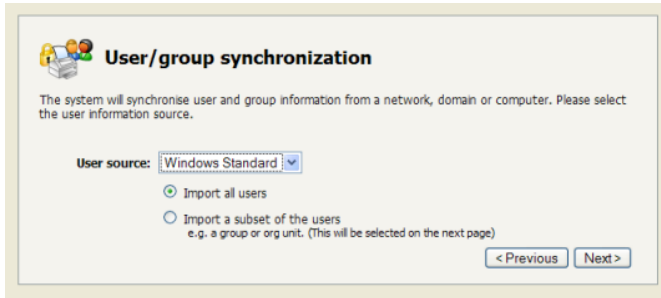 User/group synchronization
The system will synchronise user and group information from a network, domain or computer. Please select
the user information source.
User source: Windows Standard
Import all users
Import a subset of the users
e.g. a group or org unit. (This will be selected on the next page)
< Previous Next >